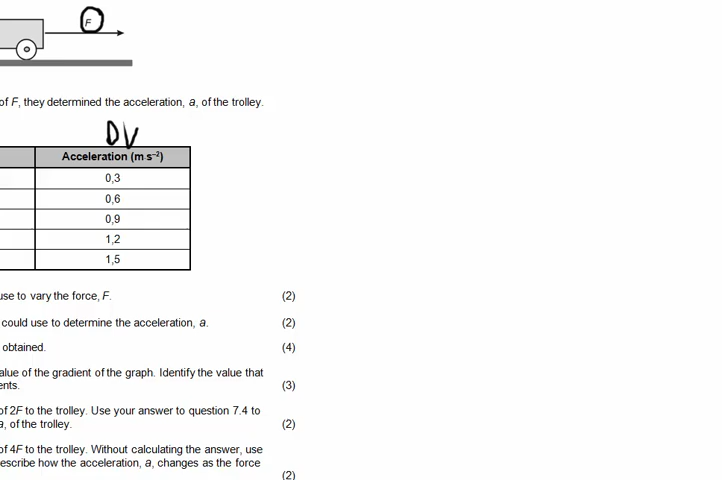 F
of F, they determined the acceleration, a, of the trolley.
DV
Acceleration (m s⁻²)
0,3
0,6
0,9
1,2
1,5
use to vary the force, F. (2)
could use to determine the acceleration, a. (2)
obtained. (4)
alue of the gradient of the graph. Identify the value that
ents. (3)
of 2F to the trolley. Use your answer to question 7.4 to
a, of the trolley. (2)
of 4F to the trolley. Without calculating the answer, use
escribe how the acceleration, a, changes as the force
(2)